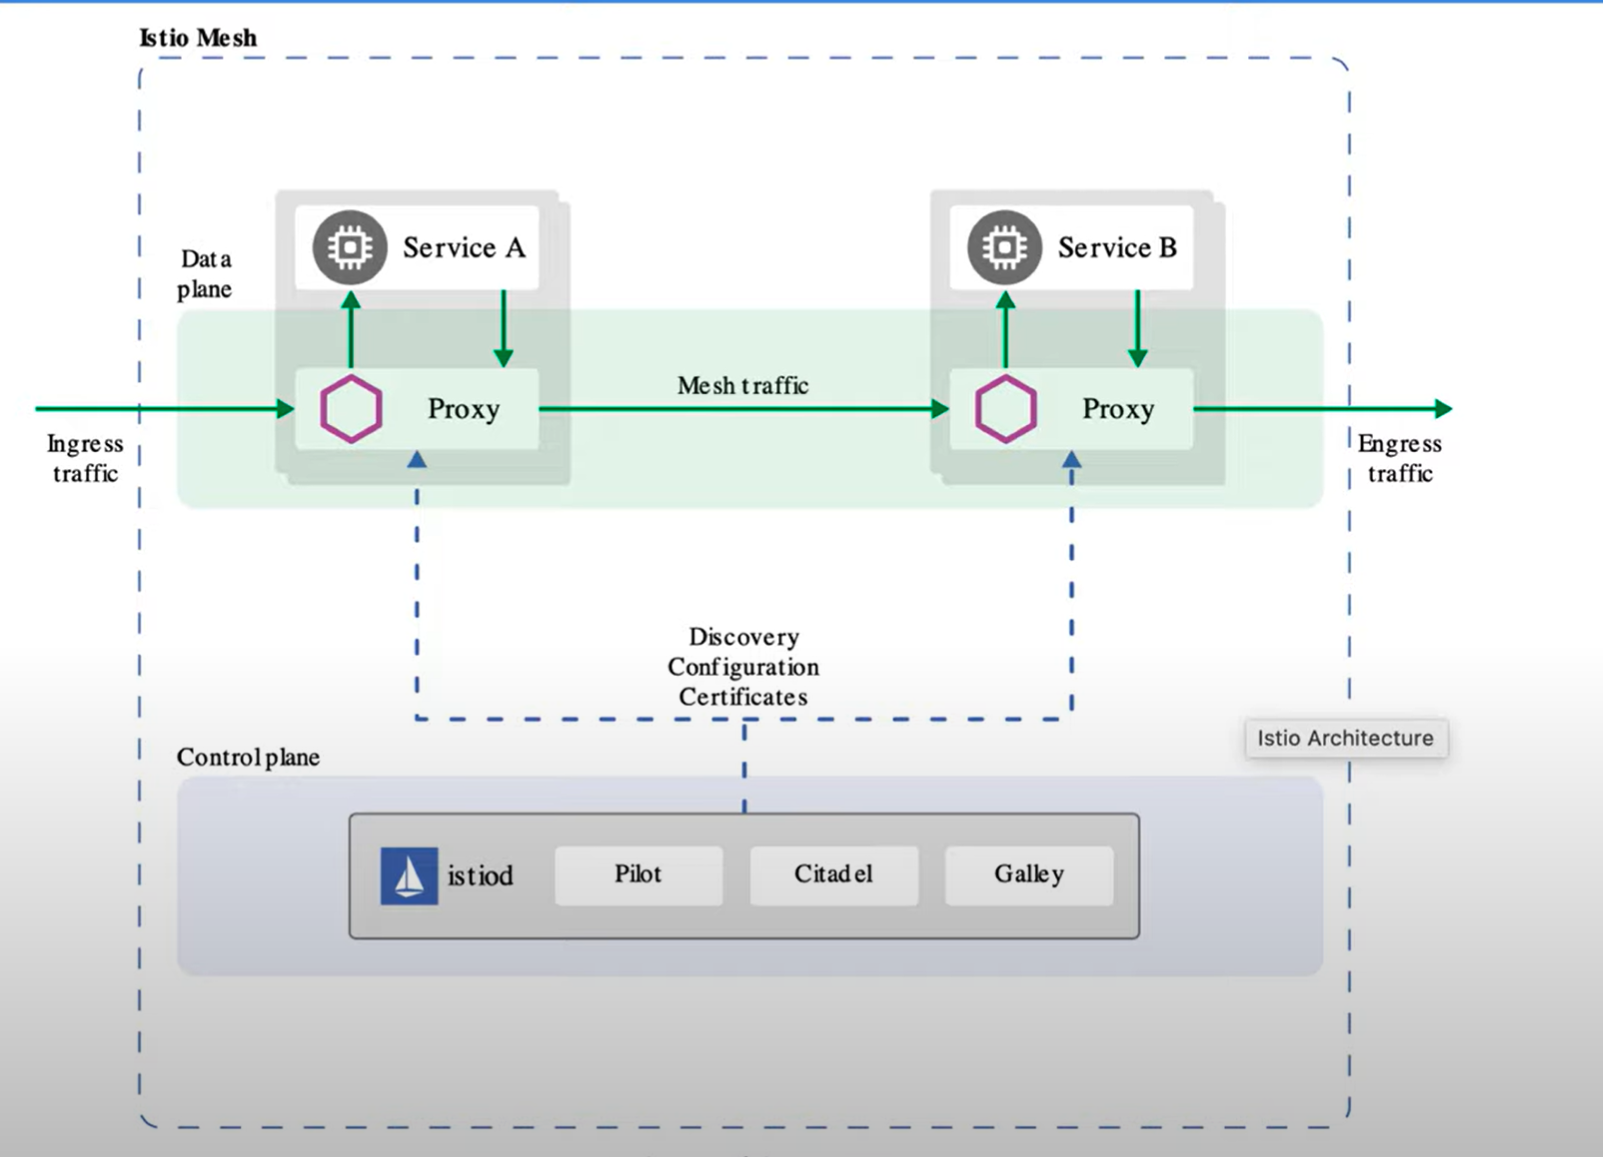 Istio Mesh
Data
plane
Service A
Service B
Proxy
Mesh traffic
Proxy
Ingress
traffic
Engress
traffic
Discovery
Configuration
Certificates
Istio Architecture
Control plane
istiod
Pilot
Citadel
Galley